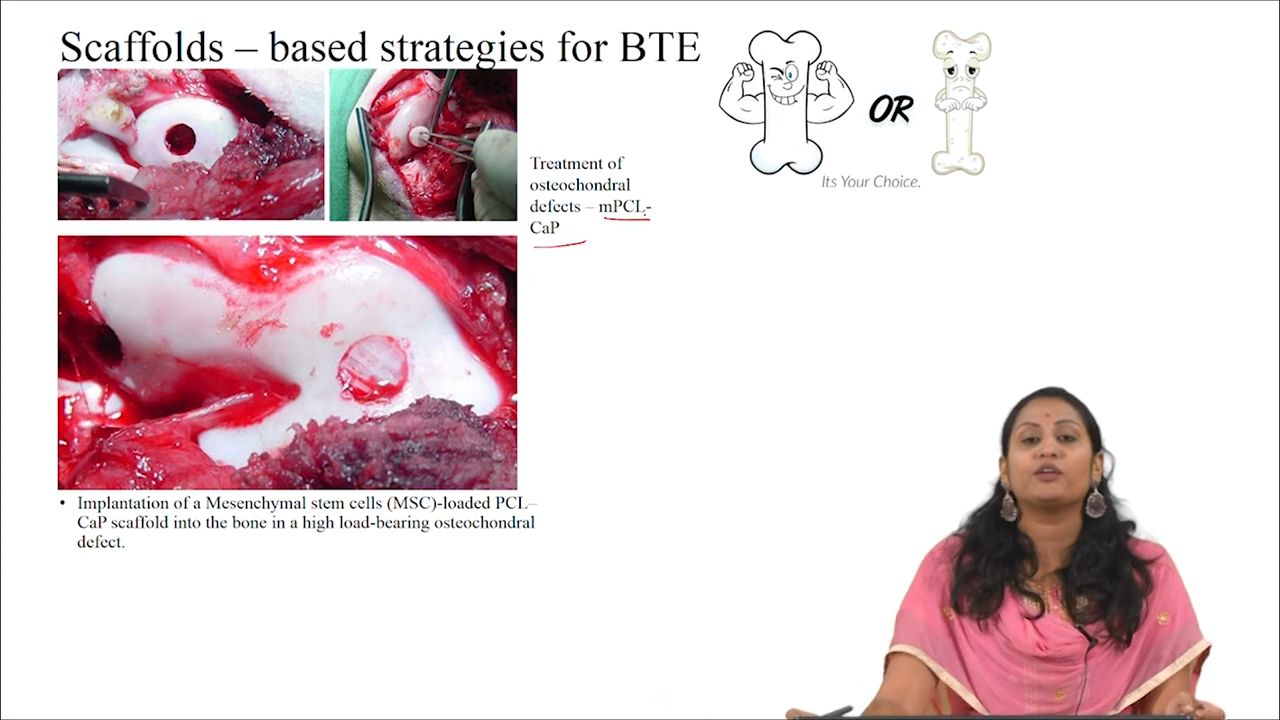 Scaffolds – based strategies for BTE
OR
Its Your Choice.
Treatment of
osteochondral
defects – mPCL-
CaP
• Implantation of a Mesenchymal stem cells (MSC)-loaded PCL–
CaP scaffold into the bone in a high load-bearing osteochondral
defect.